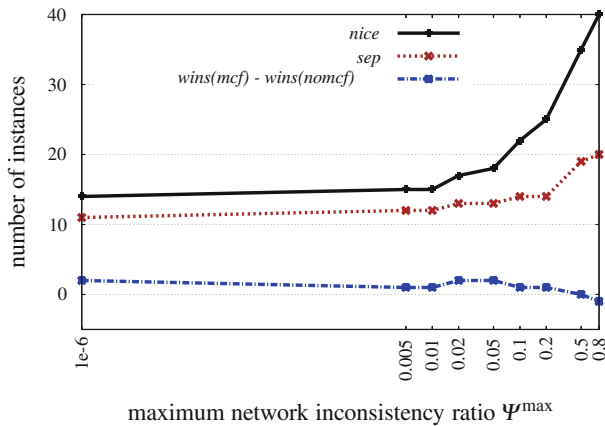 number of instances
40
30
20
10
0
nice
sep
wins(mcf) - wins(nomcf)
1e-6
0.005
0.01
0.02
0.05
0.1
0.2
0.5
0.8
maximum network inconsistency ratio Ψ^max